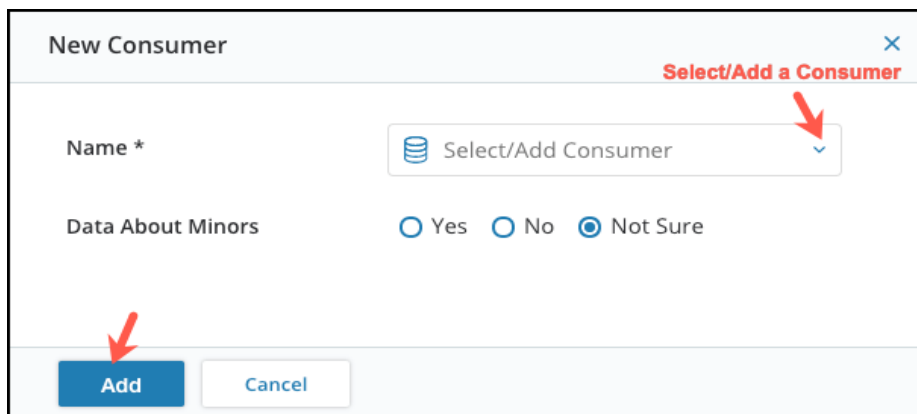 New Consumer
Select/Add a Consumer
Name *
Select/Add Consumer
Data About Minors
Yes
No
Not Sure
Add
Cancel